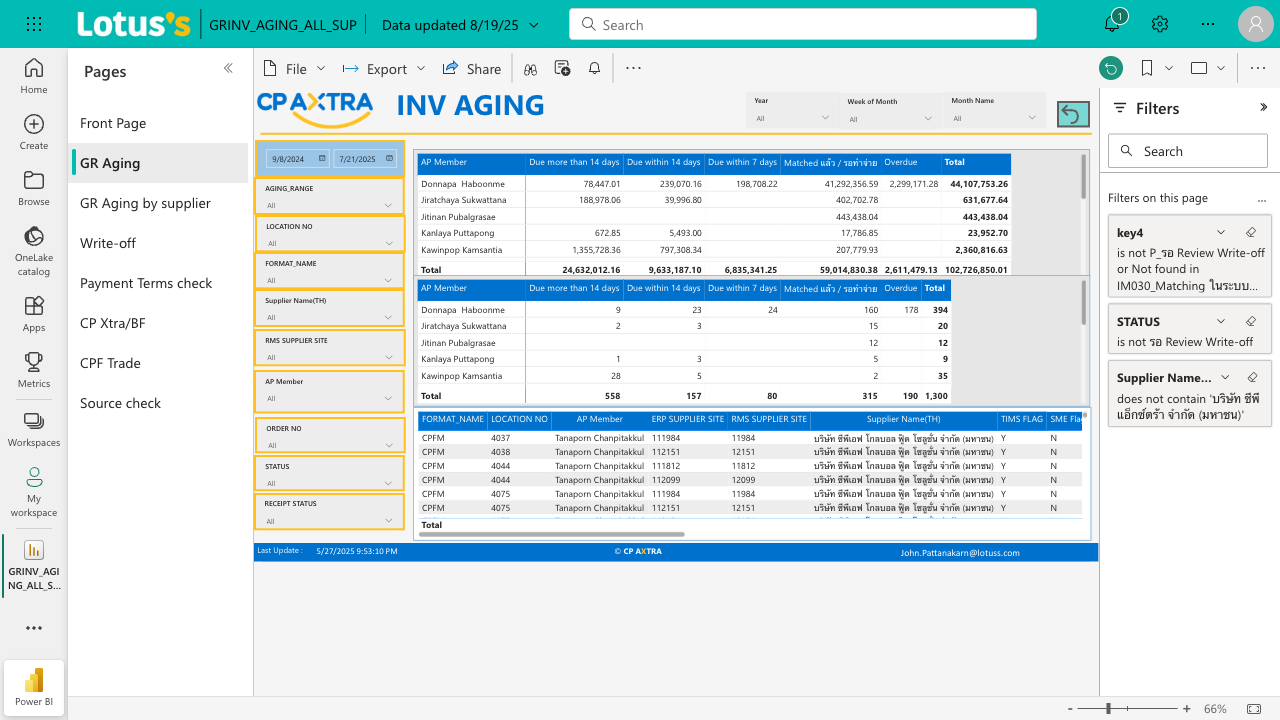 Lotus's GRINV_AGING_ALL_SUP Data updated 8/19/25 Search 1
Home
Create
Browse
OneLake
catalog
Apps
Metrics
Workspaces
My
workspace
GRINV_AGI
NG_ALL_S...
Power BI
Pages
Front Page
GR Aging
GR Aging by supplier
Write-off
Payment Terms check
CP Xtra/BF
CPF Trade
Source check
File Export Share
CP AXTRA INV AGING
Year
All
Week of Month
All
Month Name
All
9/8/2024 7/21/2025
AGING_RANGE
All
LOCATION NO
All
FORMAT_NAME
All
Supplier Name(TH)
All
RMS SUPPLIER SITE
All
AP Member
All
ORDER NO
All
STATUS
All
RECEIPT STATUS
All
AP Member Due more than 14 days Due within 14 days Due within 7 days Matched แล้ว / รอทำจ่าย Overdue Total
Donnapa Haboonme 78,447.01 239,070.16 198,708.22 41,292,356.59 2,299,171.28 44,107,753.26
Jiratchaya Sukwattana 188,978.06 39,996.80 402,702.78 631,677.64
Jitinan Pubalgrasae 443,438.04 443,438.04
Kanlaya Puttapong 672.85 5,493.00 17,786.85 23,952.70
Kawinpop Kamsantia 1,355,728.36 797,308.34 207,779.93 2,360,816.63
Total 24,632,012.16 9,633,187.10 6,835,341.25 59,014,830.38 2,611,479.13 102,726,850.01
AP Member Due more than 14 days Due within 14 days Due within 7 days Matched แล้ว / รอทำจ่าย Overdue Total
Donnapa Haboonme 9 23 24 160 178 394
Jiratchaya Sukwattana 2 3 15 20
Jitinan Pubalgrasae 12 12
Kanlaya Puttapong 1 3 5 9
Kawinpop Kamsantia 28 5 2 35
Total 558 157 80 315 190 1,300
FORMAT_NAME LOCATION NO AP Member ERP SUPPLIER SITE RMS SUPPLIER SITE Supplier Name(TH) TIMS FLAG SME Flag
CPFM 4037 Tanaporn Chanpitakkul 111984 11984 บริษัท ซีพีเอฟ โกลบอล ฟู้ด โซลูชั่น จำกัด (มหาชน) Y N
CPFM 4038 Tanaporn Chanpitakkul 112151 12151 บริษัท ซีพีเอฟ โกลบอล ฟู้ด โซลูชั่น จำกัด (มหาชน) Y N
CPFM 4044 Tanaporn Chanpitakkul 111812 11812 บริษัท ซีพีเอฟ โกลบอล ฟู้ด โซลูชั่น จำกัด (มหาชน) Y N
CPFM 4044 Tanaporn Chanpitakkul 112099 12099 บริษัท ซีพีเอฟ โกลบอล ฟู้ด โซลูชั่น จำกัด (มหาชน) Y N
CPFM 4075 Tanaporn Chanpitakkul 111984 11984 บริษัท ซีพีเอฟ โกลบอล ฟู้ด โซลูชั่น จำกัด (มหาชน) Y N
CPFM 4075 Tanaporn Chanpitakkul 112151 12151 บริษัท ซีพีเอฟ โกลบอล ฟู้ด โซลูชั่น จำกัด (มหาชน) Y N
Total
Last Update : 5/27/2025 9:53:10 PM © CP AXTRA John.Pattanakarn@lotuss.com
Filters
Search
Filters on this page ...
key4
is not P_รอ Review Write-off
or Not found in
IM030_Matching ในระบบ...
STATUS
is not รอ Review Write-off
Supplier Name...
does not contain 'บริษัท ซีพี
แอ็กซ์ตร้า จำกัด (มหาชน)'
- + 66%